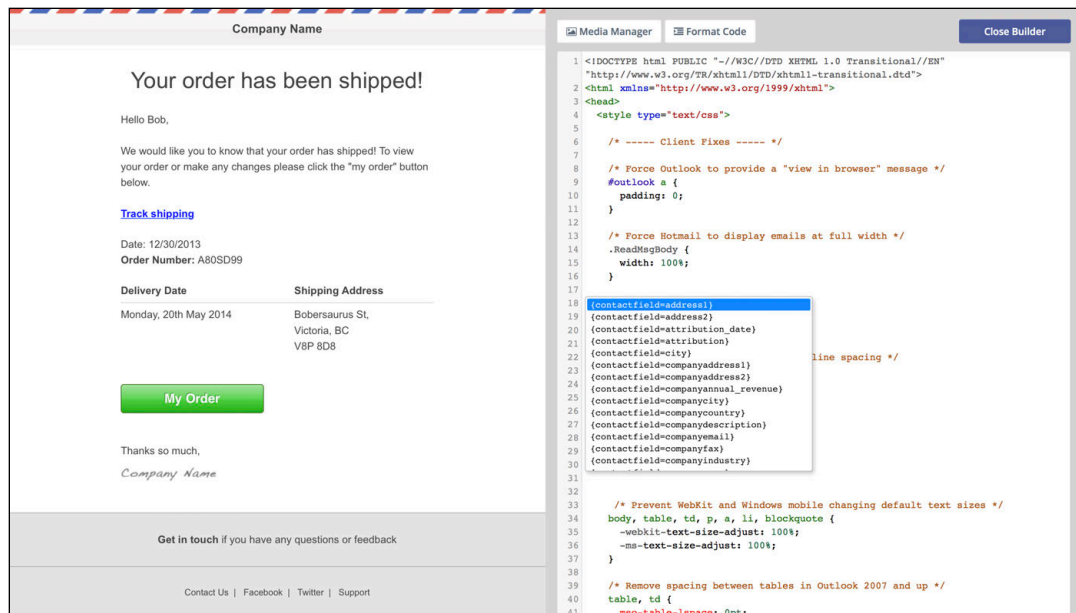 Company Name
Your order has been shipped!
Hello Bob,
We would like you to know that your order has shipped! To view
your order or make any changes please click the "my order" button
below.
Track shipping
Date: 12/30/2013
Order Number: A80SD99
Delivery Date Shipping Address
Monday, 20th May 2014 Bobersaurus St,
Victoria, BC
V8P 8D8
My Order
Thanks so much,
Company Name
Get in touch if you have any questions or feedback
Contact Us | Facebook | Twitter | Support
Media Manager Format Code Close Builder
1 <!DOCTYPE html PUBLIC "-//W3C//DTD XHTML 1.0 Transitional//EN"
"http://www.w3.org/TR/xhtml1/DTD/xhtml1-transitional.dtd">
2 <html xmlns="http://www.w3.org/1999/xhtml">
3 <head>
4 <style type="text/css">
5
6 /* ----- Client Fixes ----- */
7
8 /* Force Outlook to provide a "view in browser" message */
9 #outlook a {
10 padding: 0;
11 }
12
13 /* Force Hotmail to display emails at full width */
14 .ReadMsgBody {
15 width: 100%;
16 }
17
18 {contactfield=address1}
19 {contactfield=address2}
20 {contactfield=attribution_date}
21 {contactfield=attribution}
22 {contactfield=city} line spacing */
23 {contactfield=companyaddress1}
{contactfield=companyaddress2}
24 {contactfield=companyannual_revenue}
25 {contactfield=companycity}
26 {contactfield=companycountry}
27 {contactfield=companydescription}
28 {contactfield=companyemail}
29 {contactfield=companyfax}
30 {contactfield=companyindustry}
31
32
33 /* Prevent WebKit and Windows mobile changing default text sizes */
34 body, table, td, p, a, li, blockquote {
35 -webkit-text-size-adjust: 100%;
36 -ms-text-size-adjust: 100%;
37 }
38
39 /* Remove spacing between tables in Outlook 2007 and up */
40 table, td {
41 mso-table-lspace: 0pt;